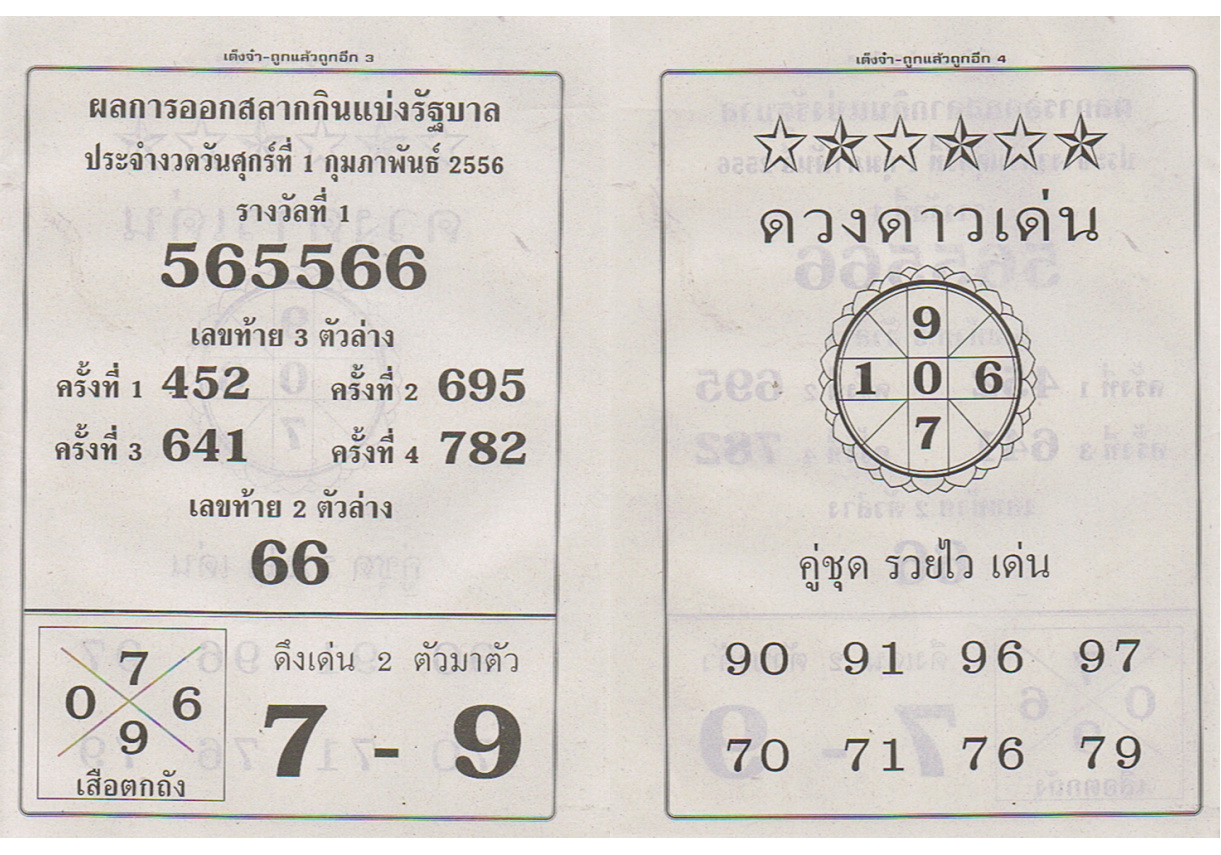 เต็งจ๋า-ถูกแล้วถูกอีก 3
ผลการออกสลากกินแบ่งรัฐบาล
ประจำงวดวันศุกร์ที่ 1 กุมภาพันธ์ 2556
รางวัลที่ 1
565566
เลขท้าย 3 ตัวล่าง
ครั้งที่ 1 452 ครั้งที่ 2 695
ครั้งที่ 3 641 ครั้งที่ 4 782
เลขท้าย 2 ตัวล่าง
66
7
0 6
9
เสือตกถัง
ดึงเด่น 2 ตัวมาตัว
7 - 9
เต็งจ๋า-ถูกแล้วถูกอีก 4
ดวงดาวเด่น
9
1 0 6
7
คู่ชุด รวยไว เด่น
90 91 96 97
70 71 76 79